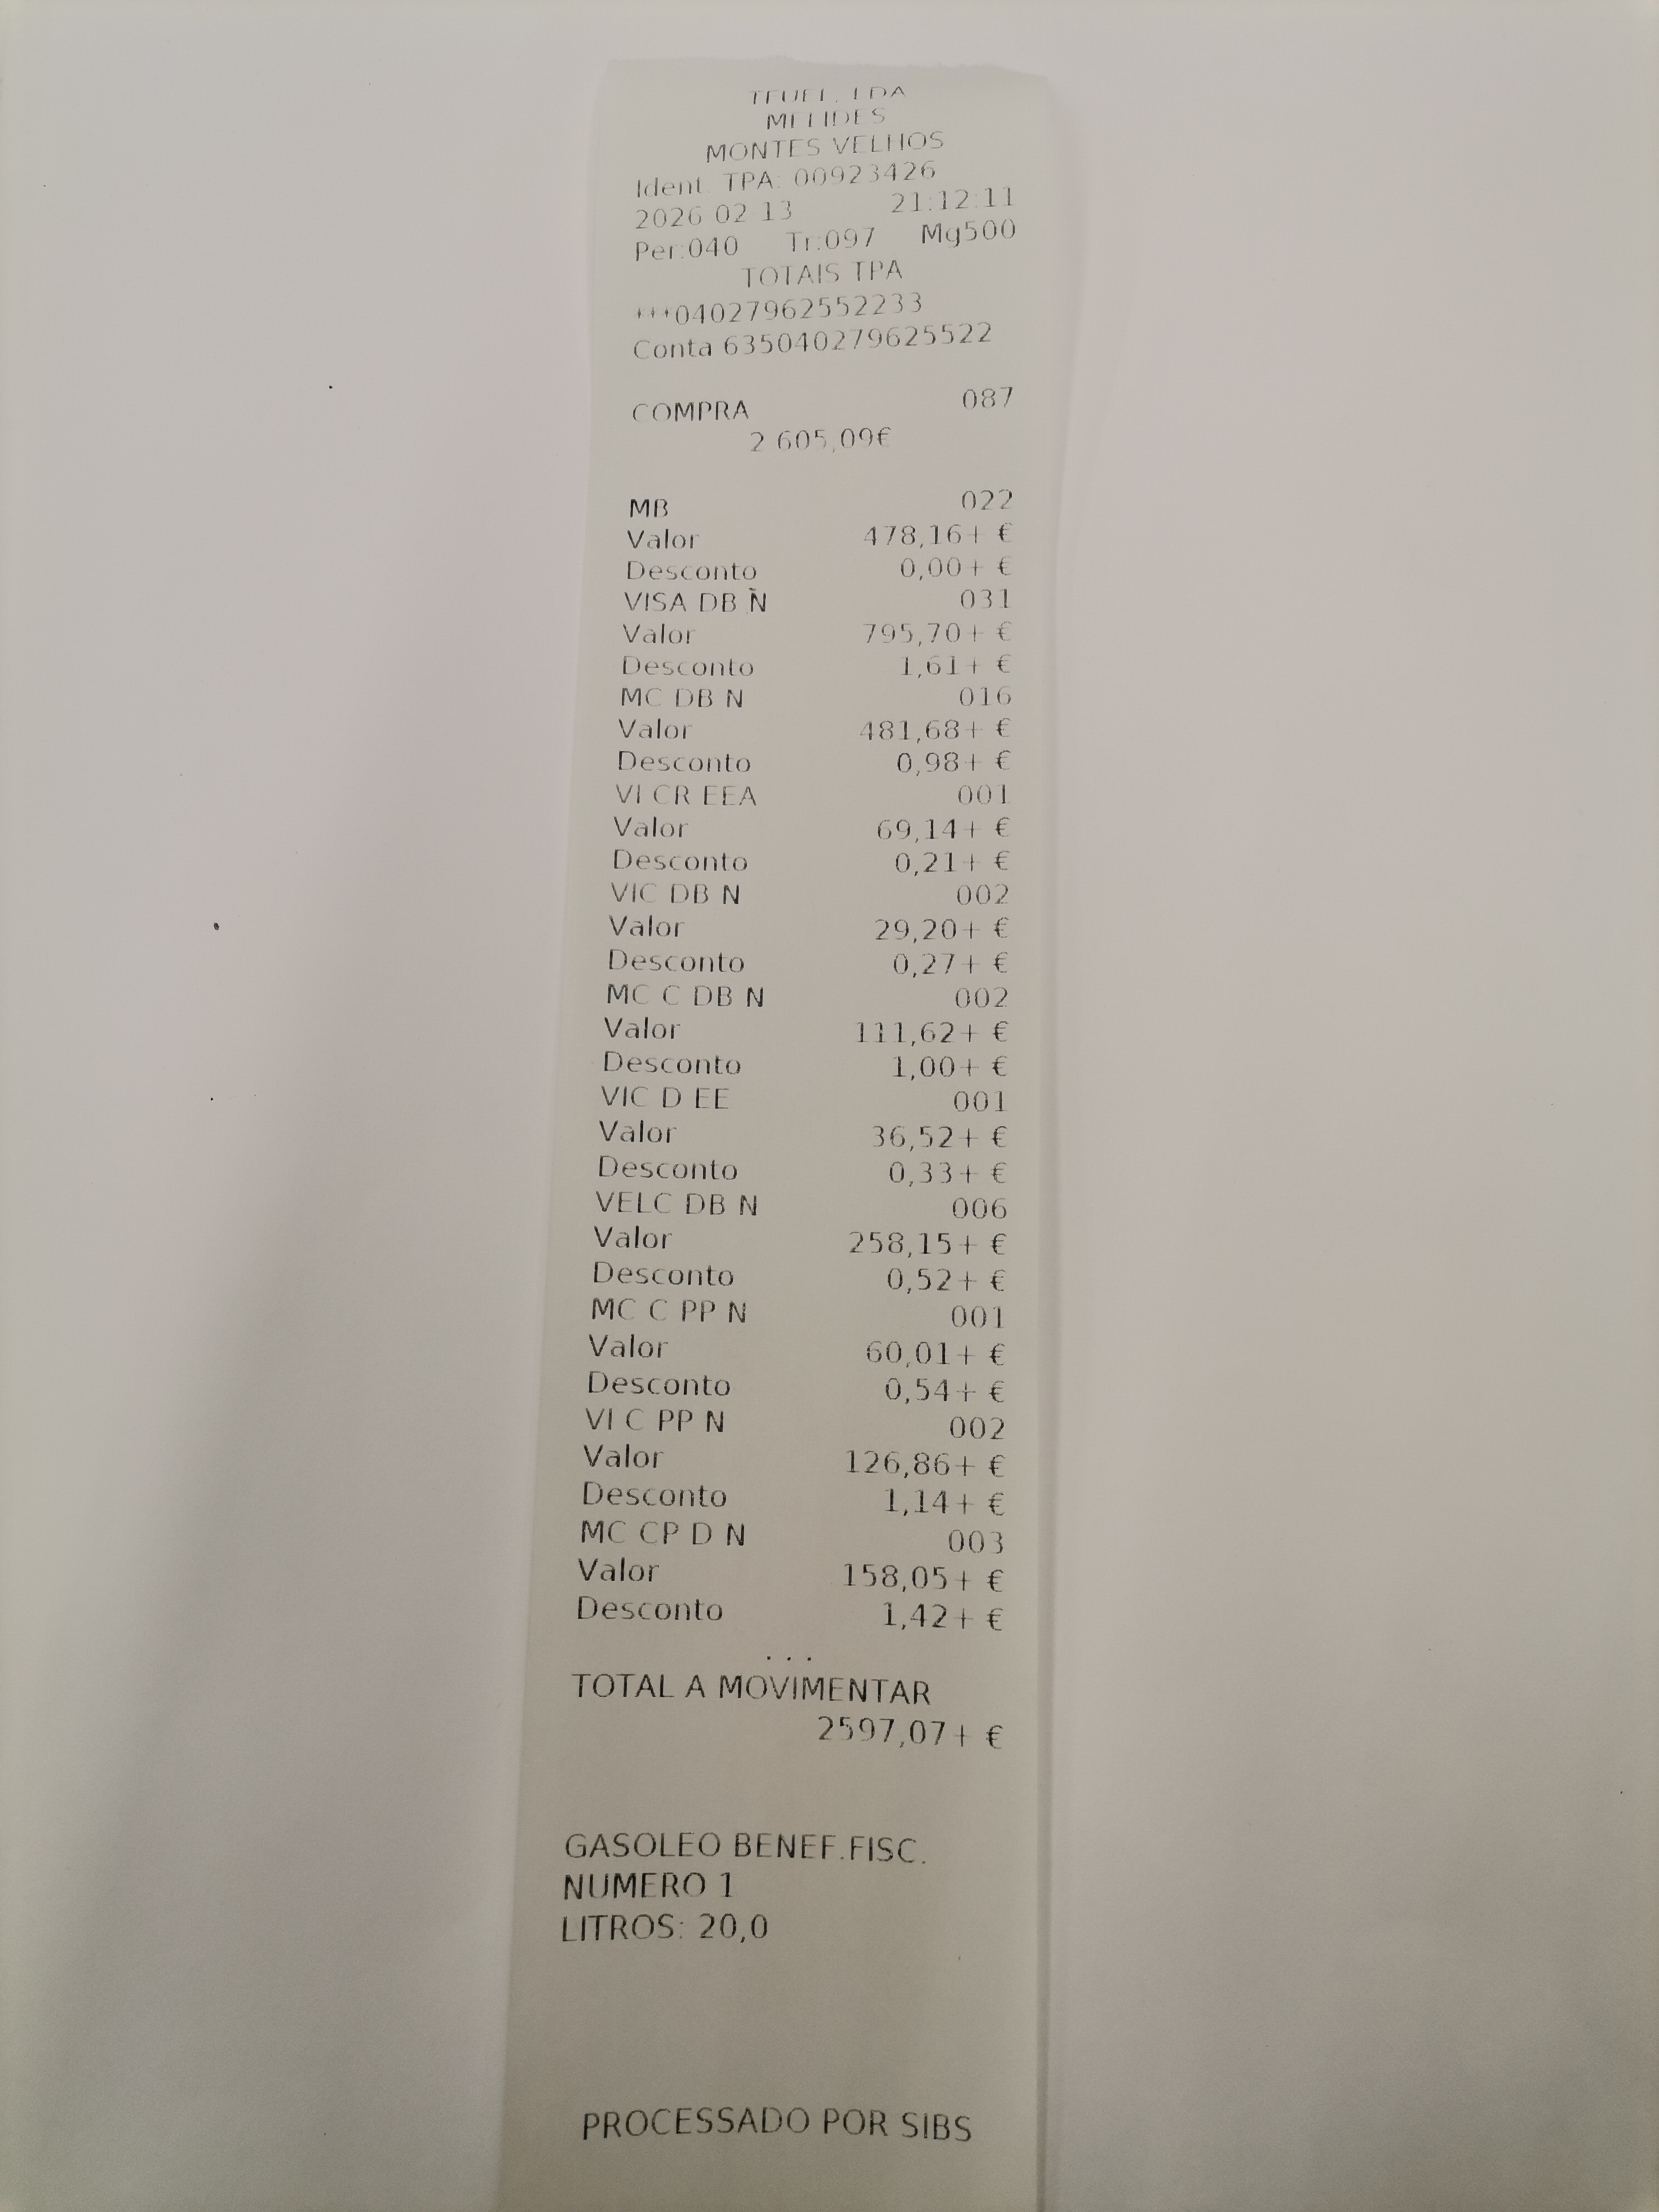 TFUEL, LDA
MELIDES
MONTES VELHOS
Ident. TPA: 00923426
2026 02 13 21:12:11
Per:040 Tr:097 Mg500
TOTAIS TPA
***04027962552233
Conta 635040279625522
COMPRA 087
2 605,09€
MB 022
Valor 478,16+ €
Desconto 0,00+ €
VISA DB N 031
Valor 795,70+ €
Desconto 1,61+ €
MC DB N 016
Valor 481,68+ €
Desconto 0,98+ €
VI CR EEA 001
Valor 69,14+ €
Desconto 0,21+ €
VIC DB N 002
Valor 29,20+ €
Desconto 0,27+ €
MC C DB N 002
Valor 111,62+ €
Desconto 1,00+ €
VIC D EE 001
Valor 36,52+ €
Desconto 0,33+ €
VELC DB N 006
Valor 258,15+ €
Desconto 0,52+ €
MC C PP N 001
Valor 60,01+ €
Desconto 0,54+ €
VI C PP N 002
Valor 126,86+ €
Desconto 1,14+ €
MC CP D N 003
Valor 158,05+ €
Desconto 1,42+ €
...
TOTAL A MOVIMENTAR
2597,07+ €
GASOLEO BENEF.FISC.
NUMERO 1
LITROS: 20,0
PROCESSADO POR SIBS